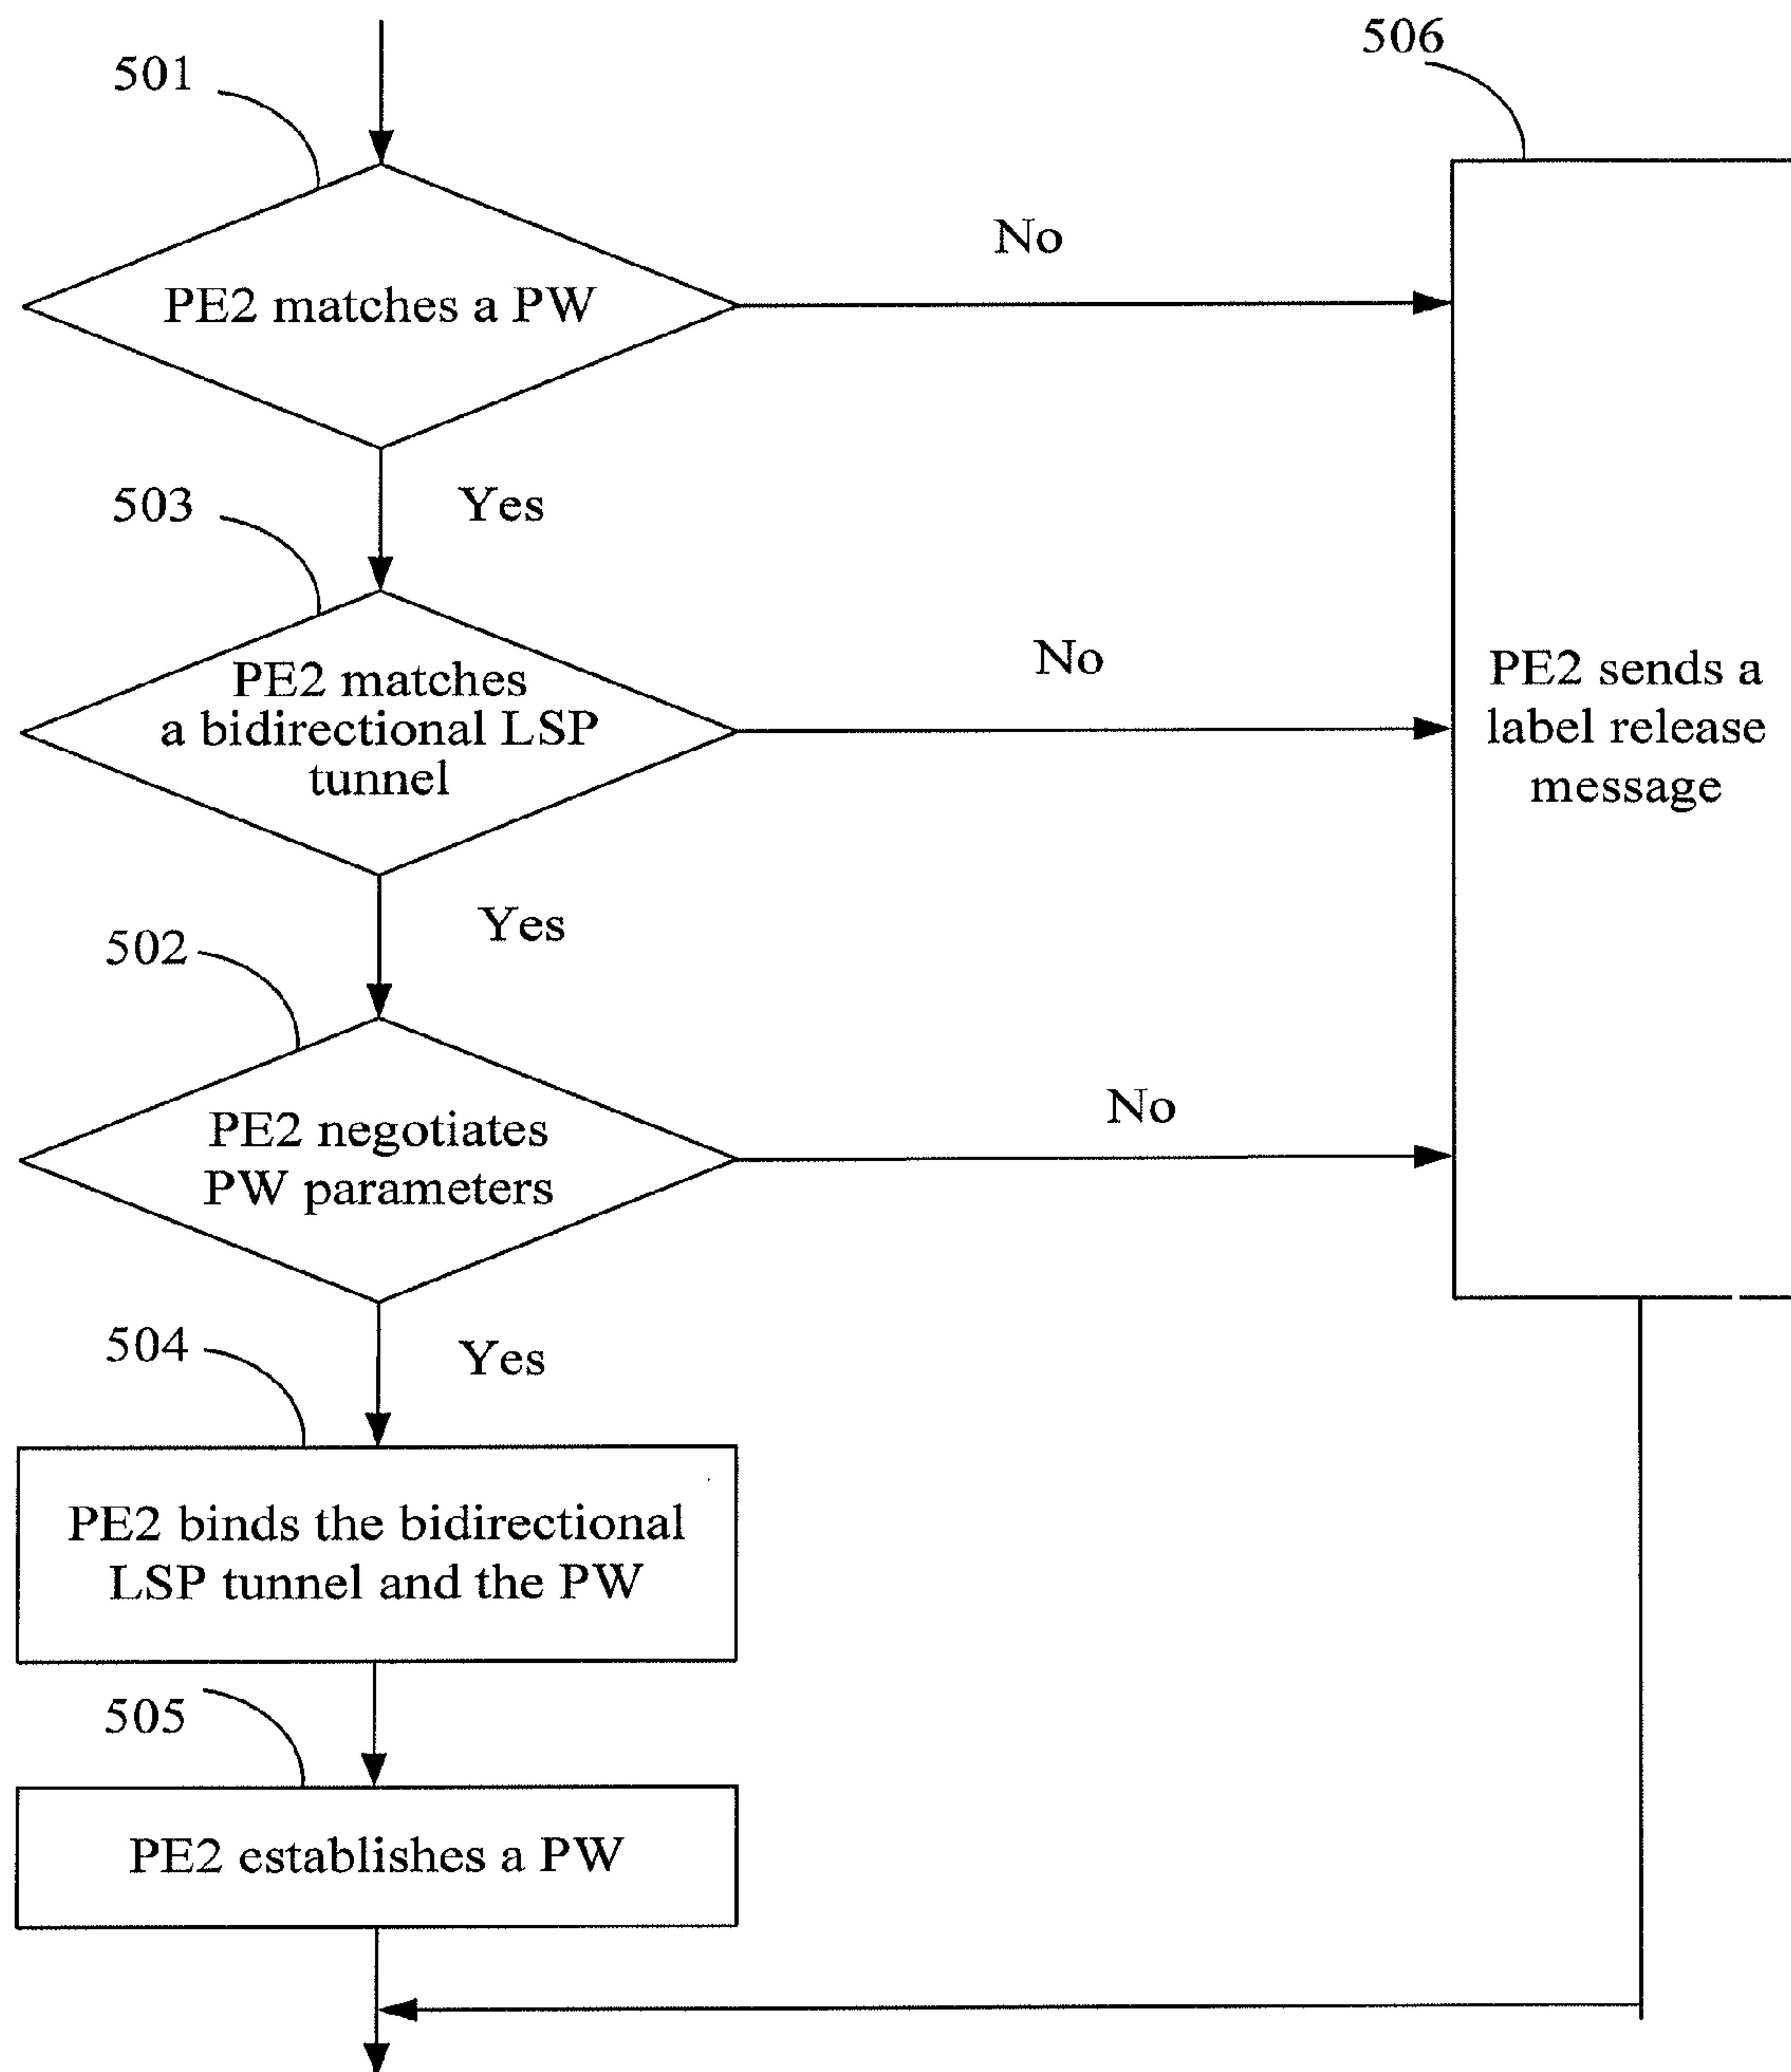 501
506
PE2 matches a PW
No
Yes
503
PE2 matches
a bidirectional LSP
tunnel
No
PE2 sends a
label release
message
Yes
502
PE2 negotiates
PW parameters
No
Yes
504
PE2 binds the bidirectional
LSP tunnel and the PW
505
PE2 establishes a PW